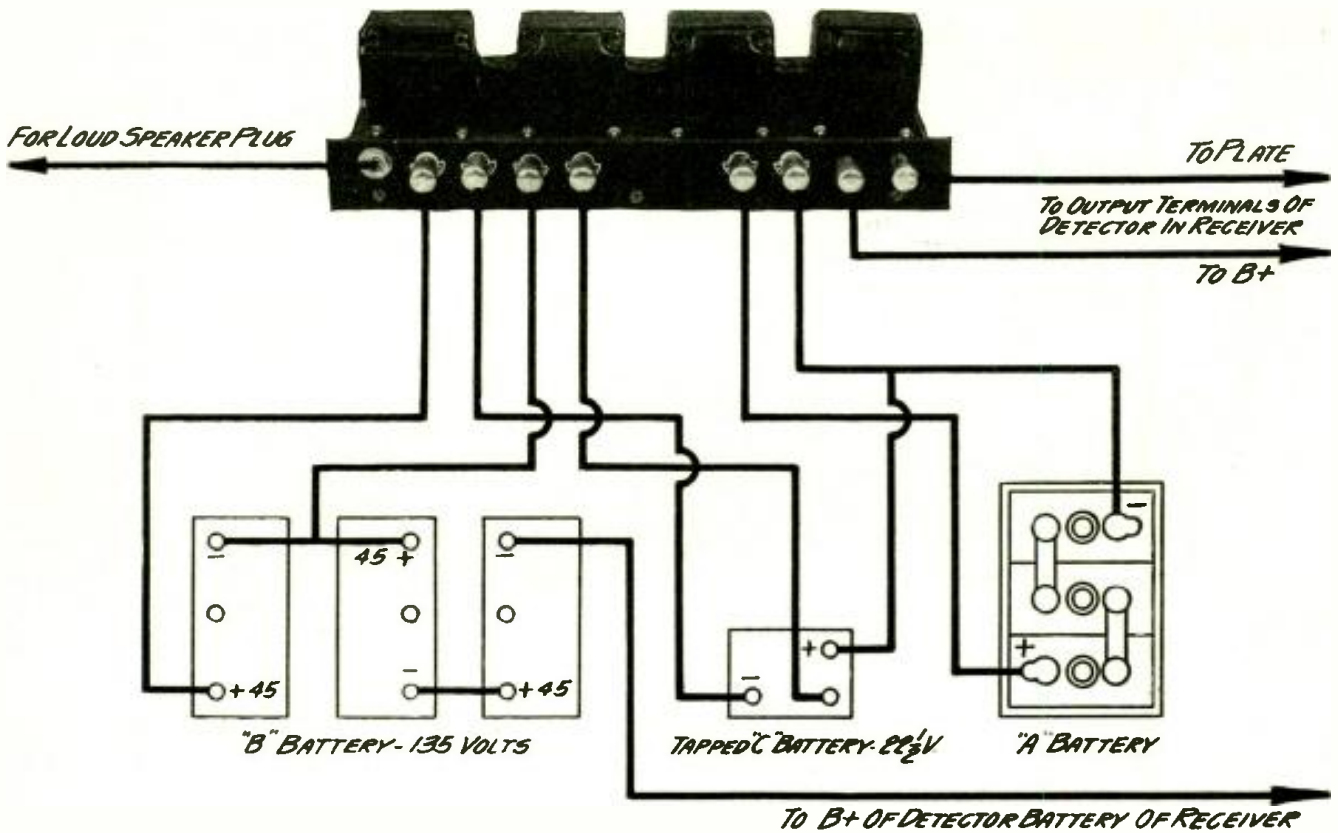 FOR LOUD SPEAKER PLUG
TO PLATE
TO OUTPUT TERMINALS OF
DETECTOR IN RECEIVER
TO B+
−
45 +
−
−
+
−
+ 45
−
+ 45
−
+
"B" BATTERY - 135 VOLTS
TAPPED "C" BATTERY - 22½ V
"A" BATTERY
TO B+ OF DETECTOR BATTERY OF RECEIVER